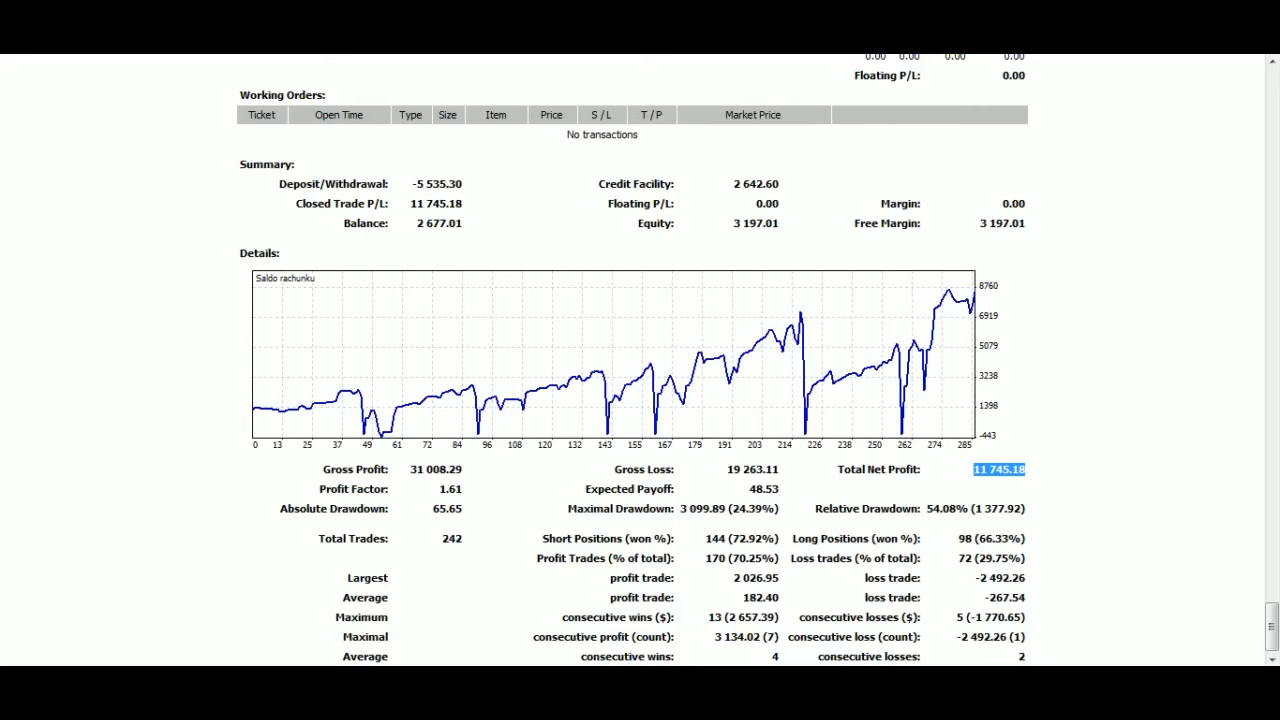 0.00 0.00 0.00 0.00
Floating P/L: 0.00
Working Orders:
Ticket Open Time Type Size Item Price S / L T / P Market Price
No transactions
Summary:
Deposit/Withdrawal: -5 535.30 Credit Facility: 2 642.60
Closed Trade P/L: 11 745.18 Floating P/L: 0.00 Margin: 0.00
Balance: 2 677.01 Equity: 3 197.01 Free Margin: 3 197.01
Details:
Saldo rachunku
8760
6919
5079
3238
1398
-443
0 13 25 37 49 61 72 84 96 108 120 132 143 155 167 179 191 203 214 226 238 250 262 274 285
Gross Profit: 31 008.29 Gross Loss: 19 263.11 Total Net Profit: 11 745.18
Profit Factor: 1.61 Expected Payoff: 48.53
Absolute Drawdown: 65.65 Maximal Drawdown: 3 099.89 (24.39%) Relative Drawdown: 54.08% (1 377.92)
Total Trades: 242 Short Positions (won %): 144 (72.92%) Long Positions (won %): 98 (66.33%)
Profit Trades (% of total): 170 (70.25%) Loss trades (% of total): 72 (29.75%)
Largest profit trade: 2 026.95 loss trade: -2 492.26
Average profit trade: 182.40 loss trade: -267.54
Maximum consecutive wins ($): 13 (2 657.39) consecutive losses ($): 5 (-1 770.65)
Maximal consecutive profit (count): 3 134.02 (7) consecutive loss (count): -2 492.26 (1)
Average consecutive wins: 4 consecutive losses: 2